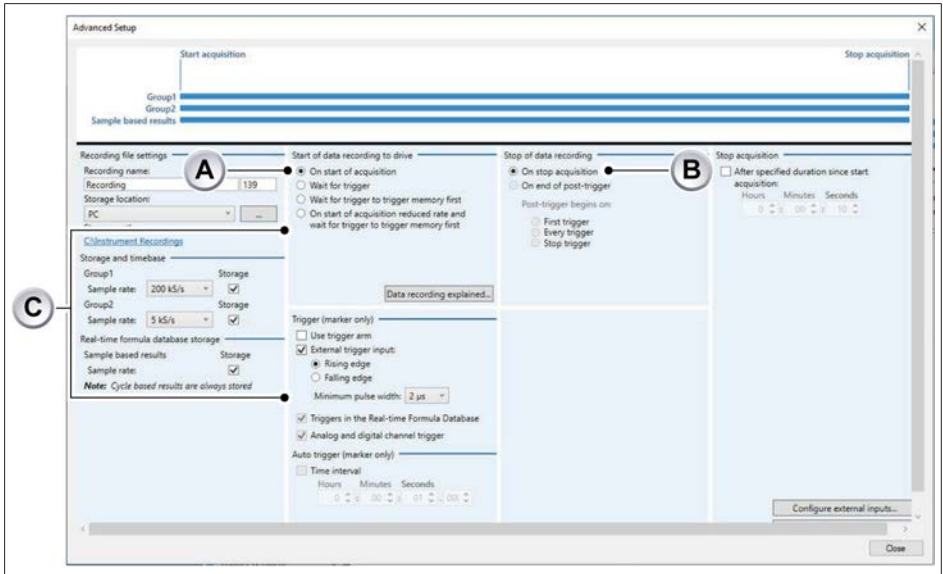 Advanced Setup
Start acquisition
Stop acquisition
Group1
Group2
Sample based results
Recording file settings
Recording name:
Recording 139
Storage location:
PC
...
C:\Instrument Recordings
Storage and timebase
Group1 Storage
Sample rate: 200 kS/s
Group2 Storage
Sample rate: 5 kS/s
Real-time formula database storage
Sample based results Storage
Sample rate:
Note: Cycle based results are always stored
A
C
Start of data recording to drive
On start of acquisition
Wait for trigger
Wait for trigger to trigger memory first
On start of acquisition reduced rate and
wait for trigger to trigger memory first
Data recording explained...
Trigger (marker only)
Use trigger arm
External trigger input:
Rising edge
Falling edge
Minimum pulse width: 2 µs
Triggers in the Real-time Formula Database
Analog and digital channel trigger
Auto trigger (marker only)
Time interval
Hours Minutes Seconds
0 : 00 : 01 . 000
Stop of data recording
On stop acquisition
On end of post-trigger
Post-trigger begins on:
First trigger
Every trigger
Stop trigger
B
Stop acquisition
After specified duration since start
acquisition:
Hours Minutes Seconds
0 : 00 : 10
Configure external inputs...
Close